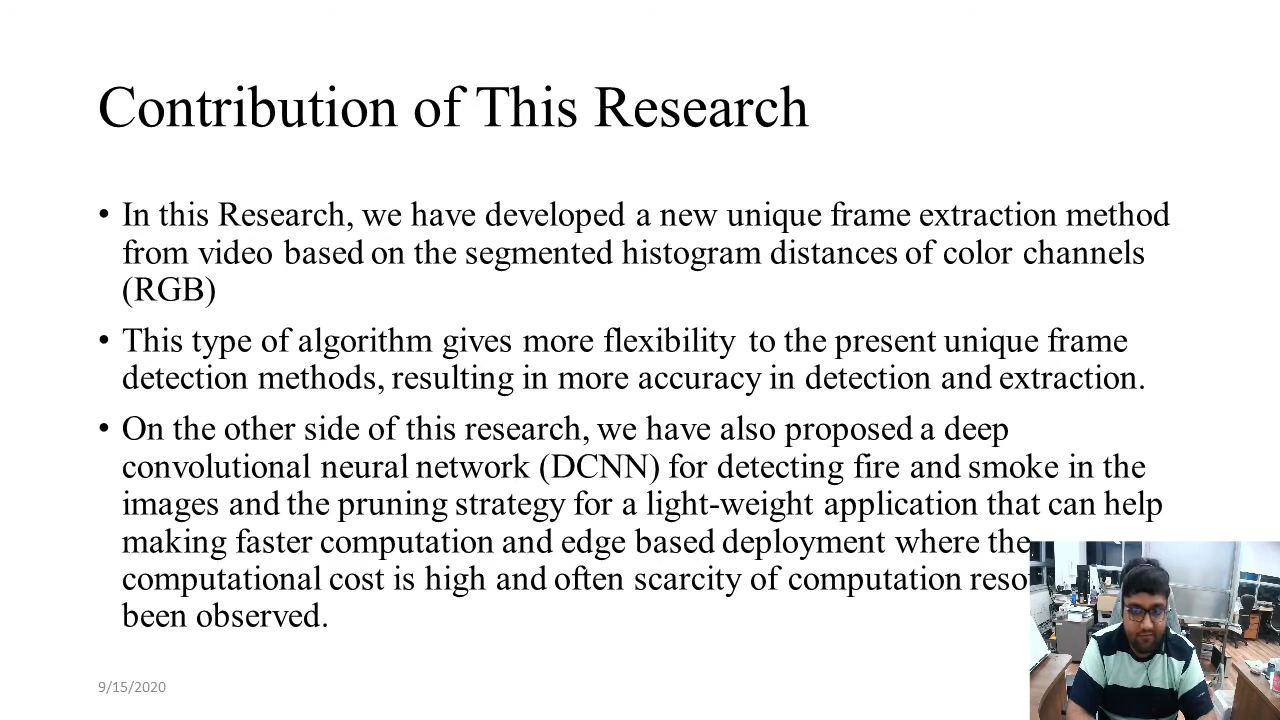 Contribution of This Research
• In this Research, we have developed a new unique frame extraction method
from video based on the segmented histogram distances of color channels
(RGB)
• This type of algorithm gives more flexibility to the present unique frame
detection methods, resulting in more accuracy in detection and extraction.
• On the other side of this research, we have also proposed a deep
convolutional neural network (DCNN) for detecting fire and smoke in the
images and the pruning strategy for a light-weight application that can help
making faster computation and edge based deployment where the
computational cost is high and often scarcity of computation
been observed.
9/15/2020